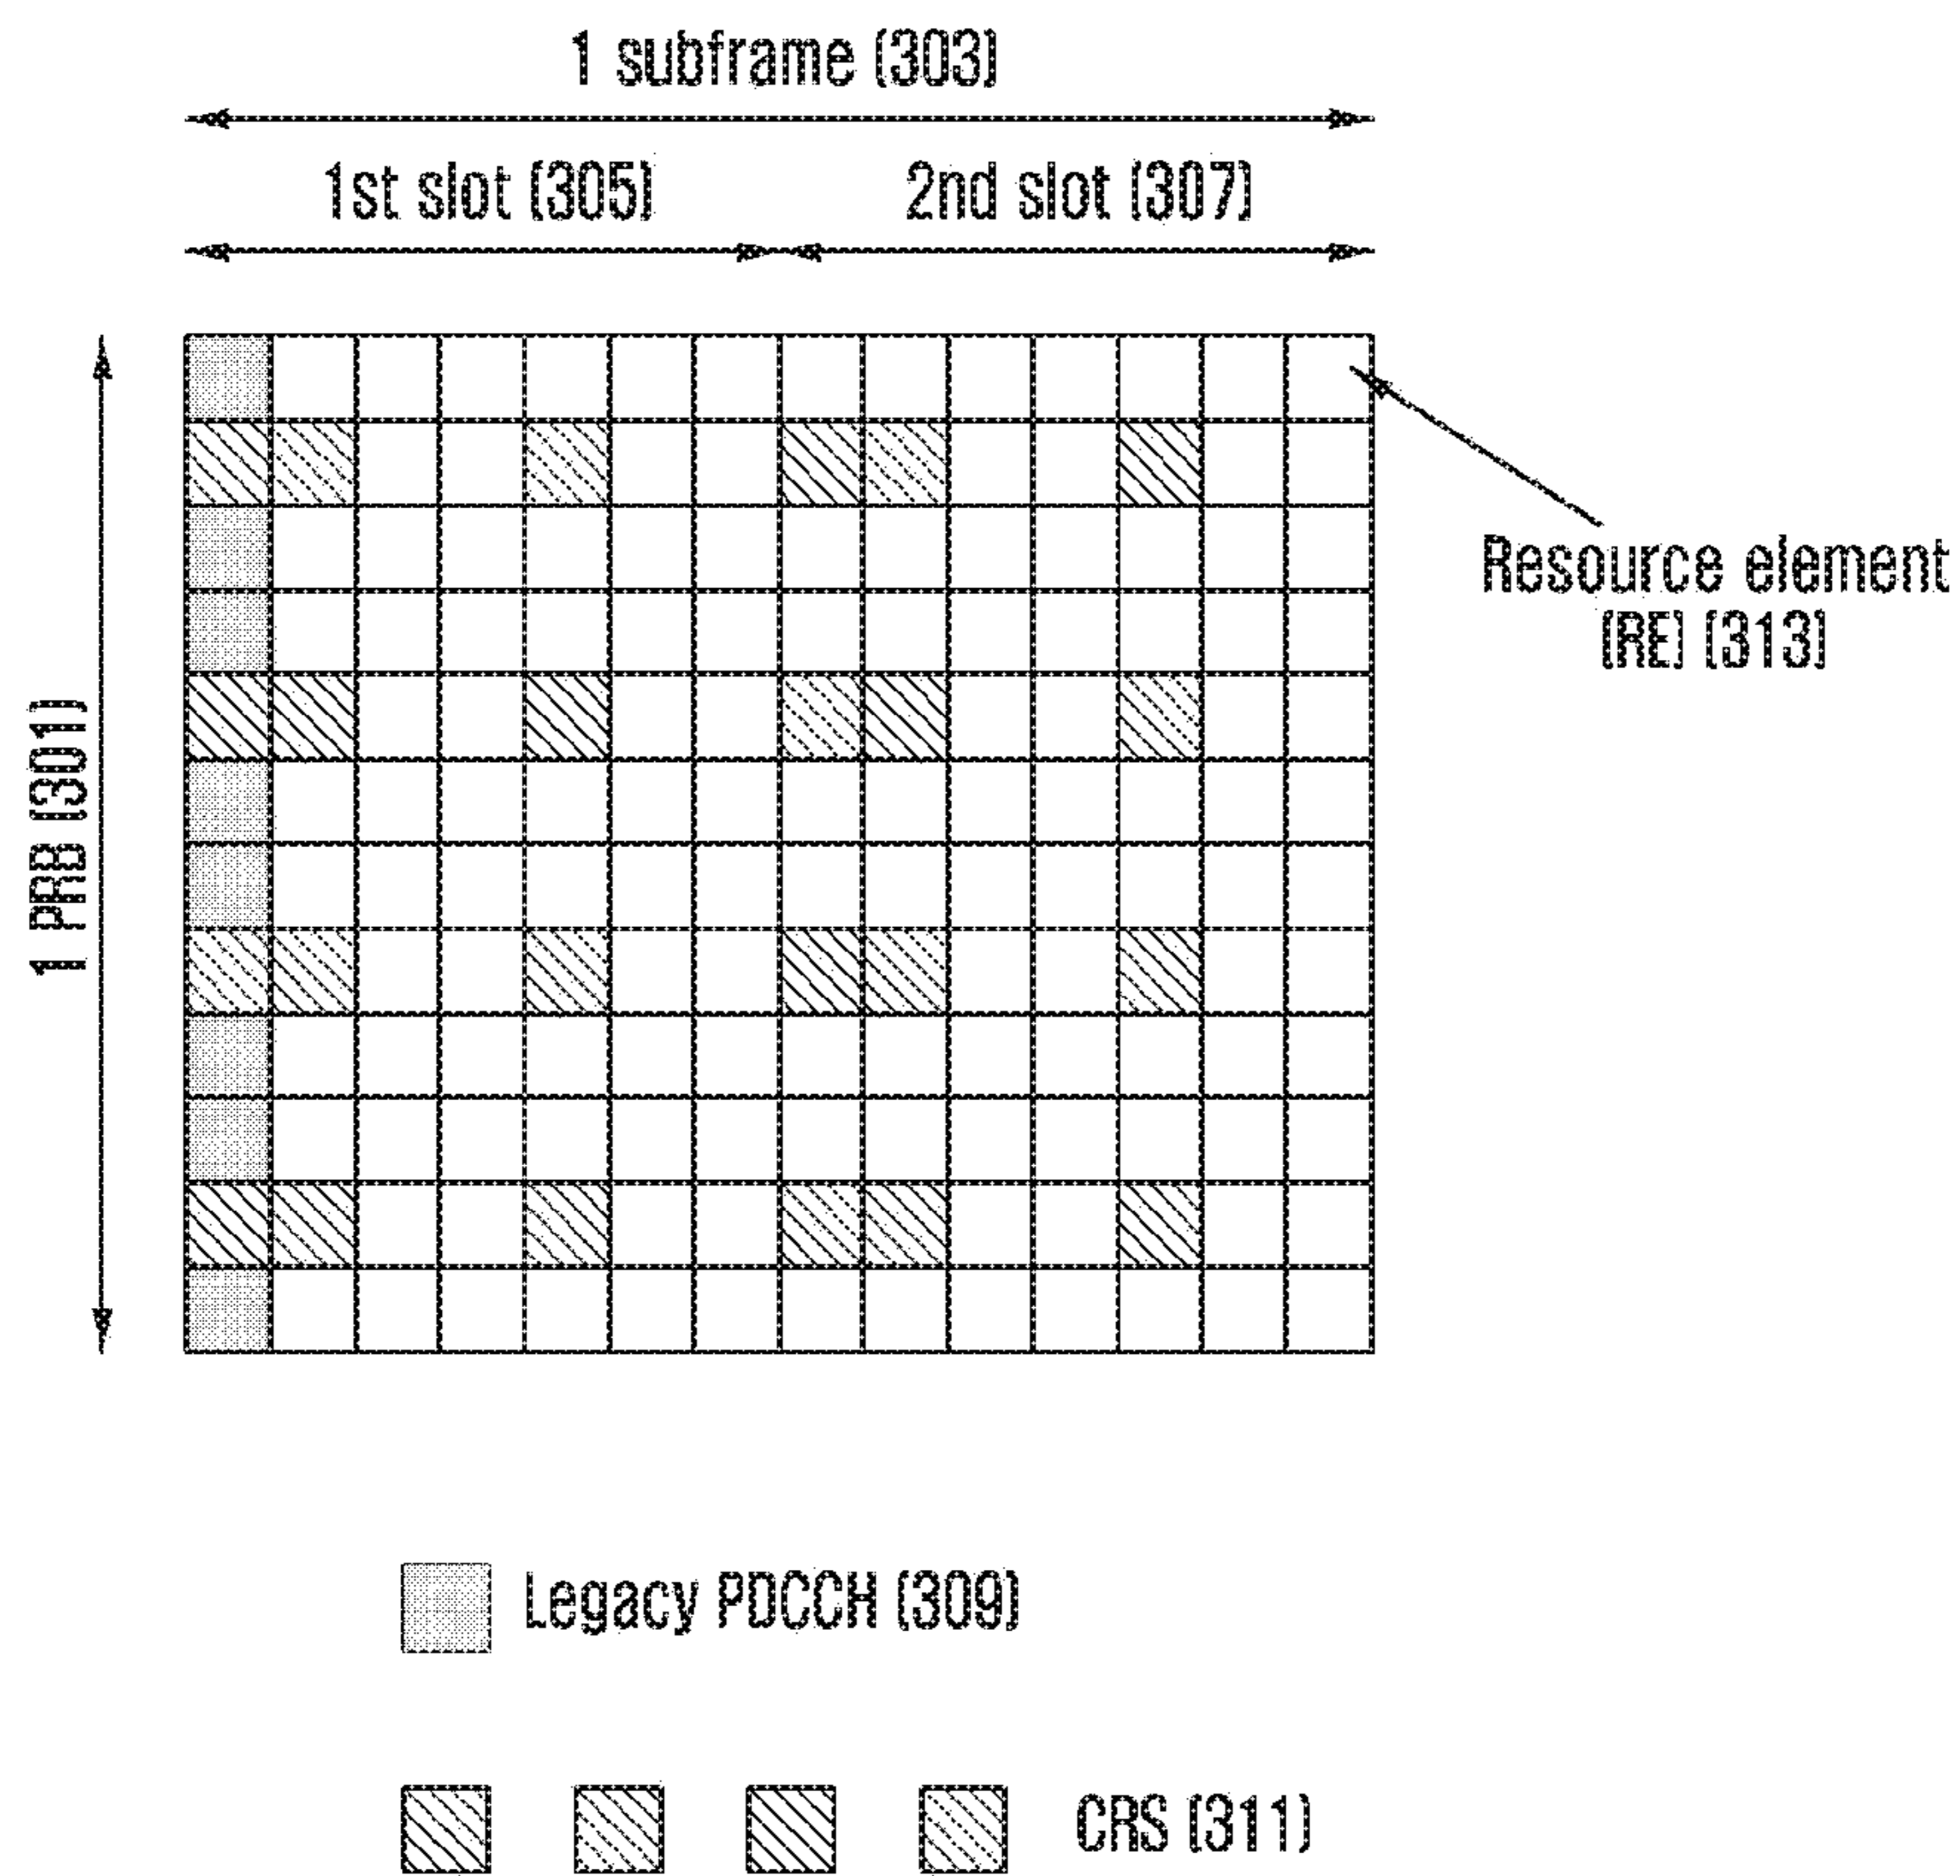 1 subframe (303)
1st slot (305)
2nd slot (307)
1 PRB (301)
Resource element
(RE) (313)
Legacy PDCCH (309)
CRS (311)